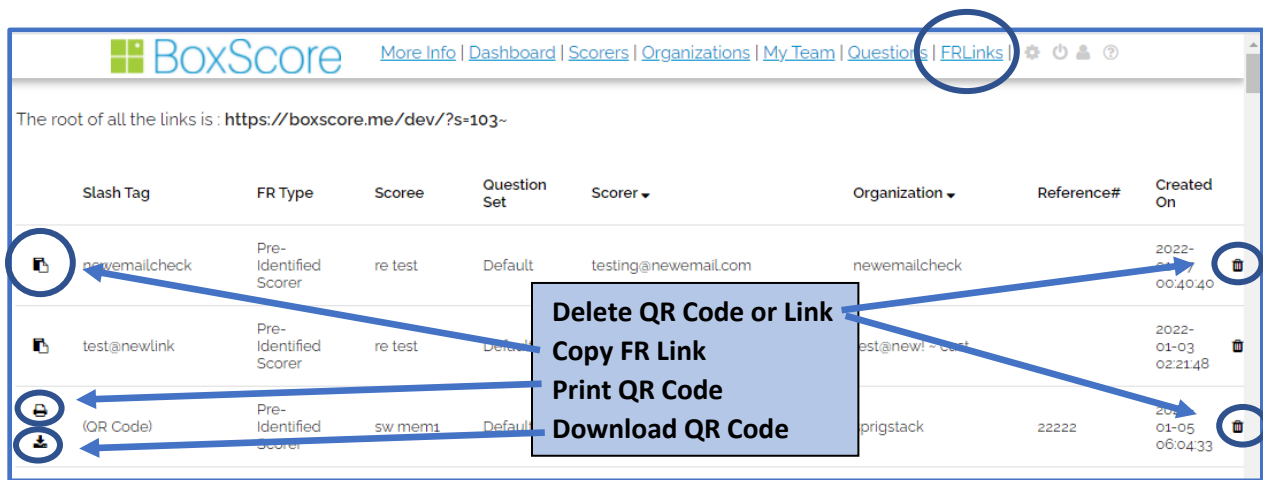 BoxScore More Info | Dashboard | Scorers | Organizations | My Team | Questions | FRLinks |
The root of all the links is : https://boxscore.me/dev/?s=103~
Slash Tag FR Type Scoree Question Set Scorer Organization Reference# Created On
newemailcheck Pre-Identified Scorer re test Default testing@newemail.com newemailcheck 2022- 00:40:40
test@newlink Pre-Identified Scorer re test 2022-01-03 02:21:48
(QR Code) Pre-Identified Scorer sw mem1 Default 22222 01-05 06:04:33
Delete QR Code or Link
Copy FR Link
Print QR Code
Download QR Code